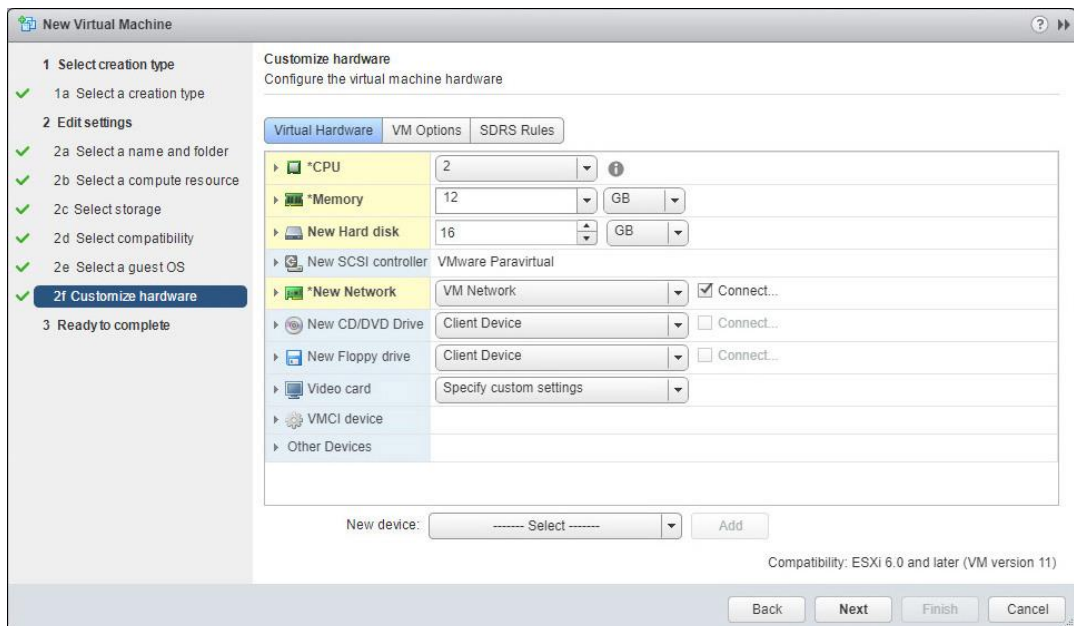 New Virtual Machine
1 Select creation type
1a Select a creation type
2 Edit settings
2a Select a name and folder
2b Select a compute resource
2c Select storage
2d Select compatibility
2e Select a guest OS
2f Customize hardware
3 Ready to complete
Customize hardware
Configure the virtual machine hardware
Virtual Hardware VM Options SDRS Rules
*CPU 2
*Memory 12 GB
New Hard disk 16 GB
New SCSI controller VMware Paravirtual
*New Network VM Network Connect...
New CD/DVD Drive Client Device Connect...
New Floppy drive Client Device Connect...
Video card Specify custom settings
VMCI device
Other Devices
New device: ------- Select ------- Add
Compatibility: ESXi 6.0 and later (VM version 11)
Back Next Finish Cancel